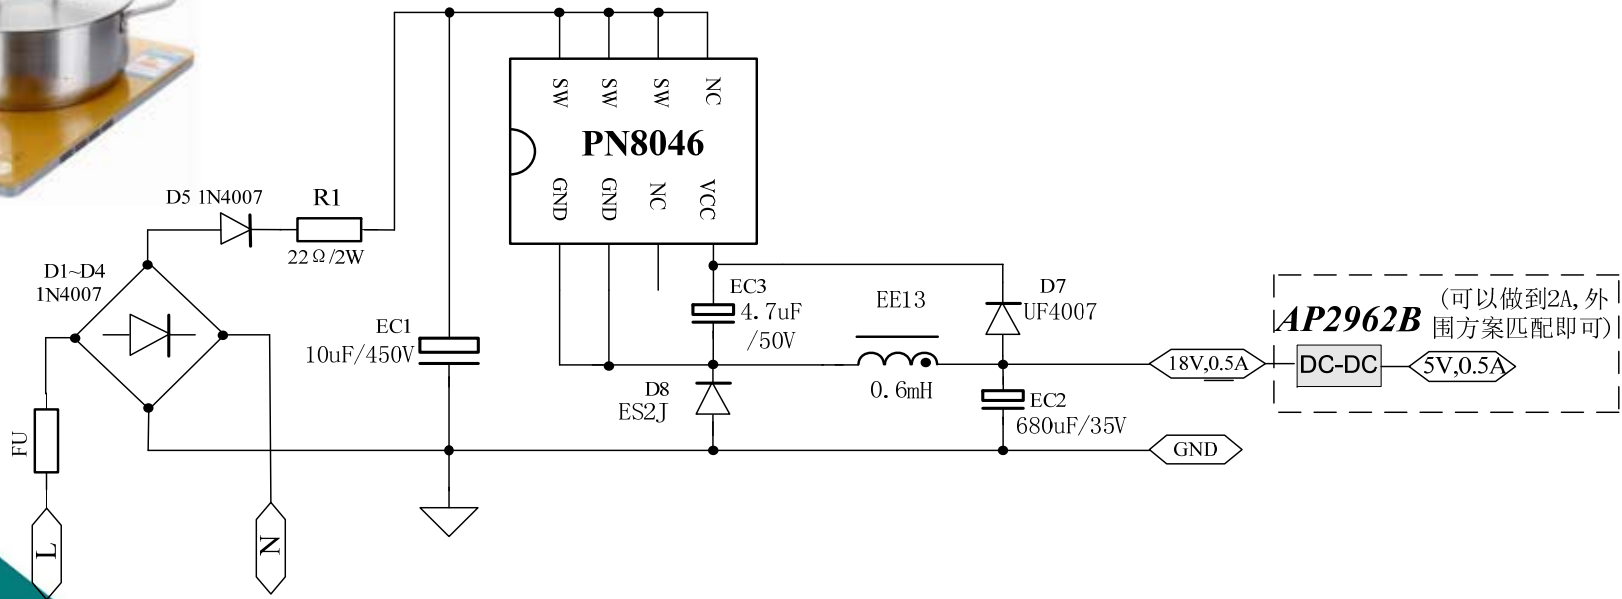 SW
SW
SW
NC
PN8046
GND
GND
NC
VCC
D5 1N4007
R1
22Ω/2W
D1~D4
1N4007
EC1
10uF/450V
EC3
4.7uF
/50V
EE13
0.6mH
D7
UF4007
D8
ES2J
EC2
680uF/35V
18V,0.5A
AP2962B
(可以做到2A,外
围方案匹配即可)
DC-DC
5V,0.5A
GND
FU
L
N